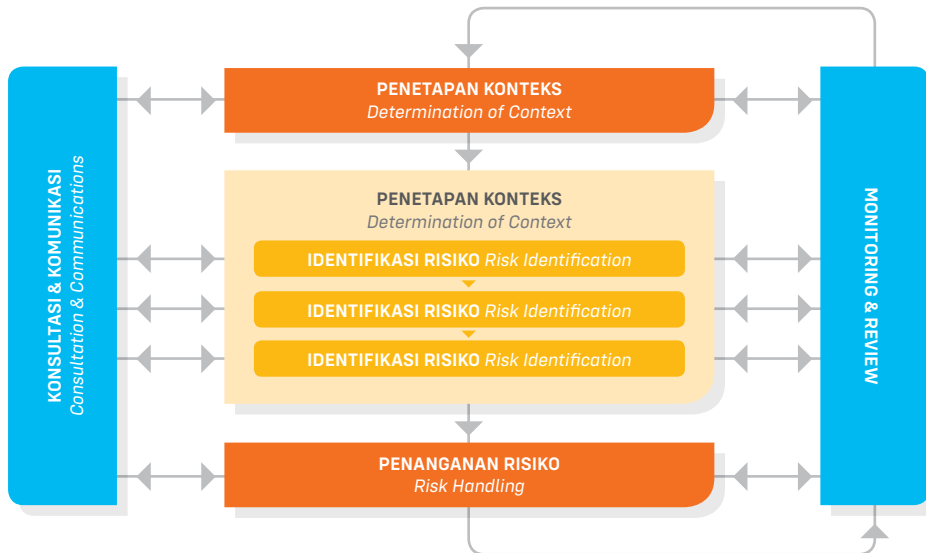 KONSULTASI & KOMUNIKASI
Consultation & Communications
PENETAPAN KONTEKS
Determination of Context
PENETAPAN KONTEKS
Determination of Context
IDENTIFIKASI RISIKO Risk Identification
IDENTIFIKASI RISIKO Risk Identification
IDENTIFIKASI RISIKO Risk Identification
PENANGANAN RISIKO
Risk Handling
MONITORING & REVIEW